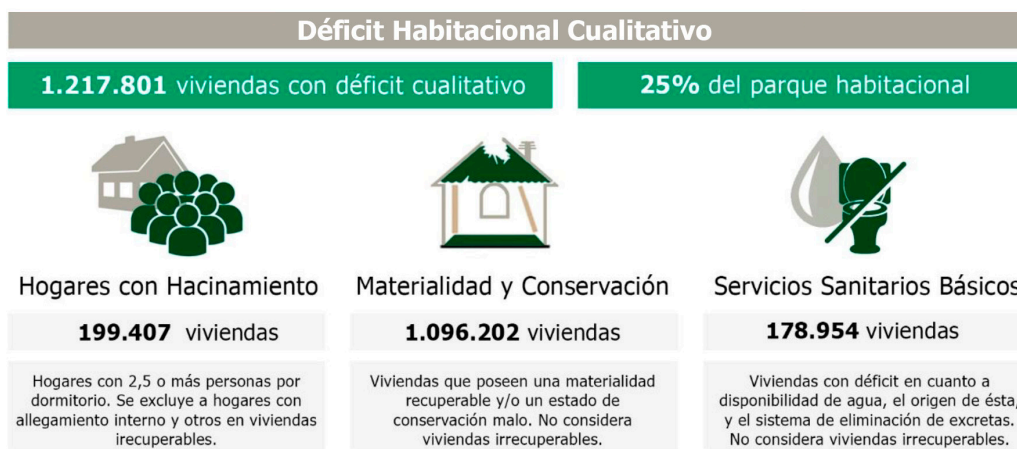 Déficit Habitacional Cualitativo
1.217.801 viviendas con déficit cualitativo
25% del parque habitacional
Hogares con Hacinamiento
199.407 viviendas
Hogares con 2,5 o más personas por
dormitorio. Se excluye a hogares con
allegamiento interno y otros en viviendas
irrecuperables.
Materialidad y Conservación
1.096.202 viviendas
Viviendas que poseen una materialidad
recuperable y/o un estado de
conservación malo. No considera
viviendas irrecuperables.
Servicios Sanitarios Básicos
178.954 viviendas
Viviendas con déficit en cuanto a
disponibilidad de agua, el origen de ésta,
y el sistema de eliminación de excretas.
No considera viviendas irrecuperables.